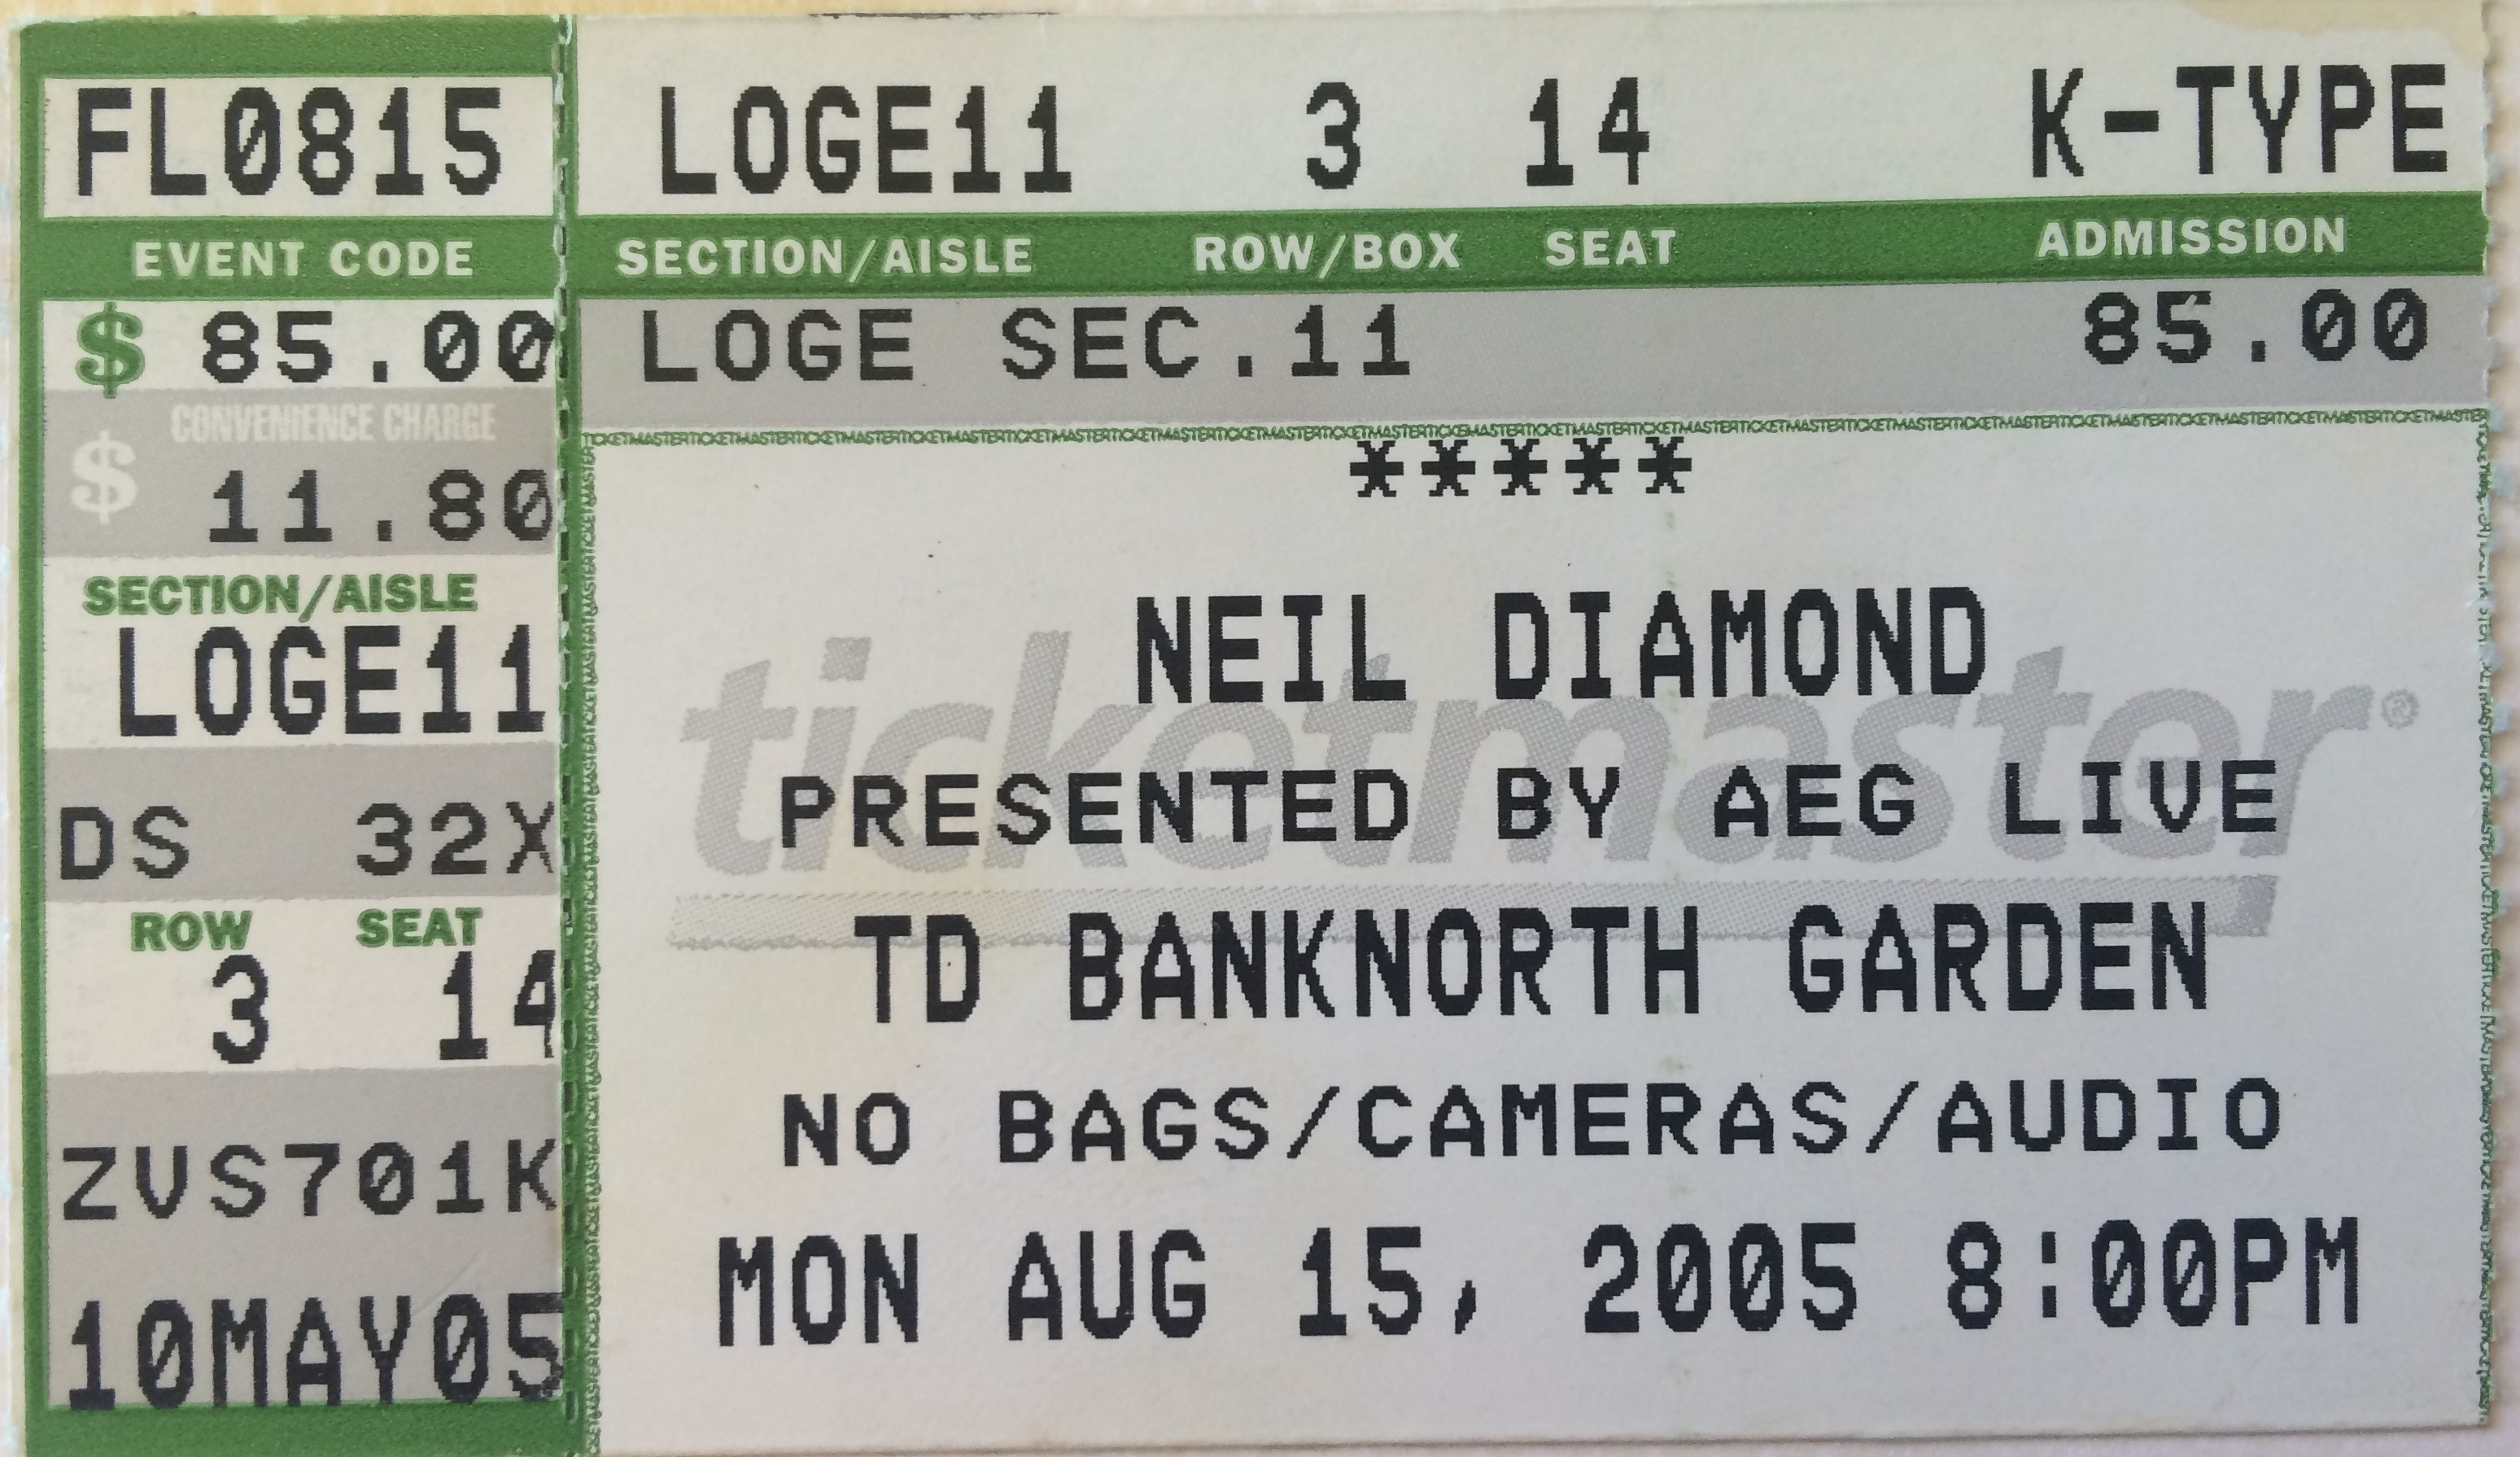 FL0815
EVENT CODE
$ 85.00
CONVENIENCE CHARGE
$ 11.80
SECTION/AISLE
LOGE11
DS 32X
ROW SEAT
3 14
ZVS701K
10MAY05
LOGE11 3 14 K-TYPE
SECTION/AISLE ROW/BOX SEAT ADMISSION
LOGE SEC.11 85.00
TICKETMASTERTICKETMASTERTICKETMASTERTICKETMASTER
*****
NEIL DIAMOND
ticketmaster®
PRESENTED BY AEG LIVE
TD BANKNORTH GARDEN
NO BAGS/CAMERAS/AUDIO
MON AUG 15, 2005 8:00PM